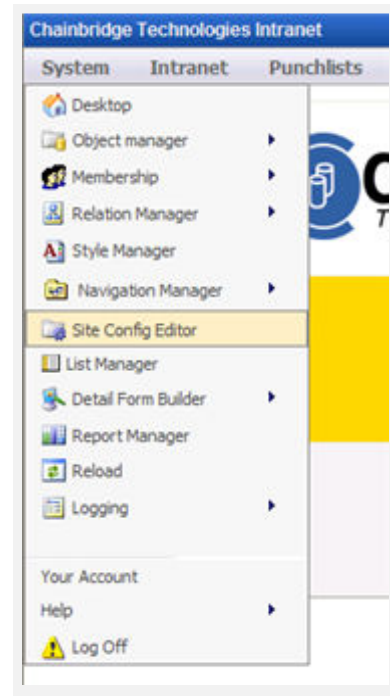 Chainbridge Technologies Intranet
System Intranet Punchlists
Desktop
Object manager
Membership
Relation Manager
Style Manager
Navigation Manager
Site Config Editor
List Manager
Detail Form Builder
Report Manager
Reload
Logging
Your Account
Help
Log Off